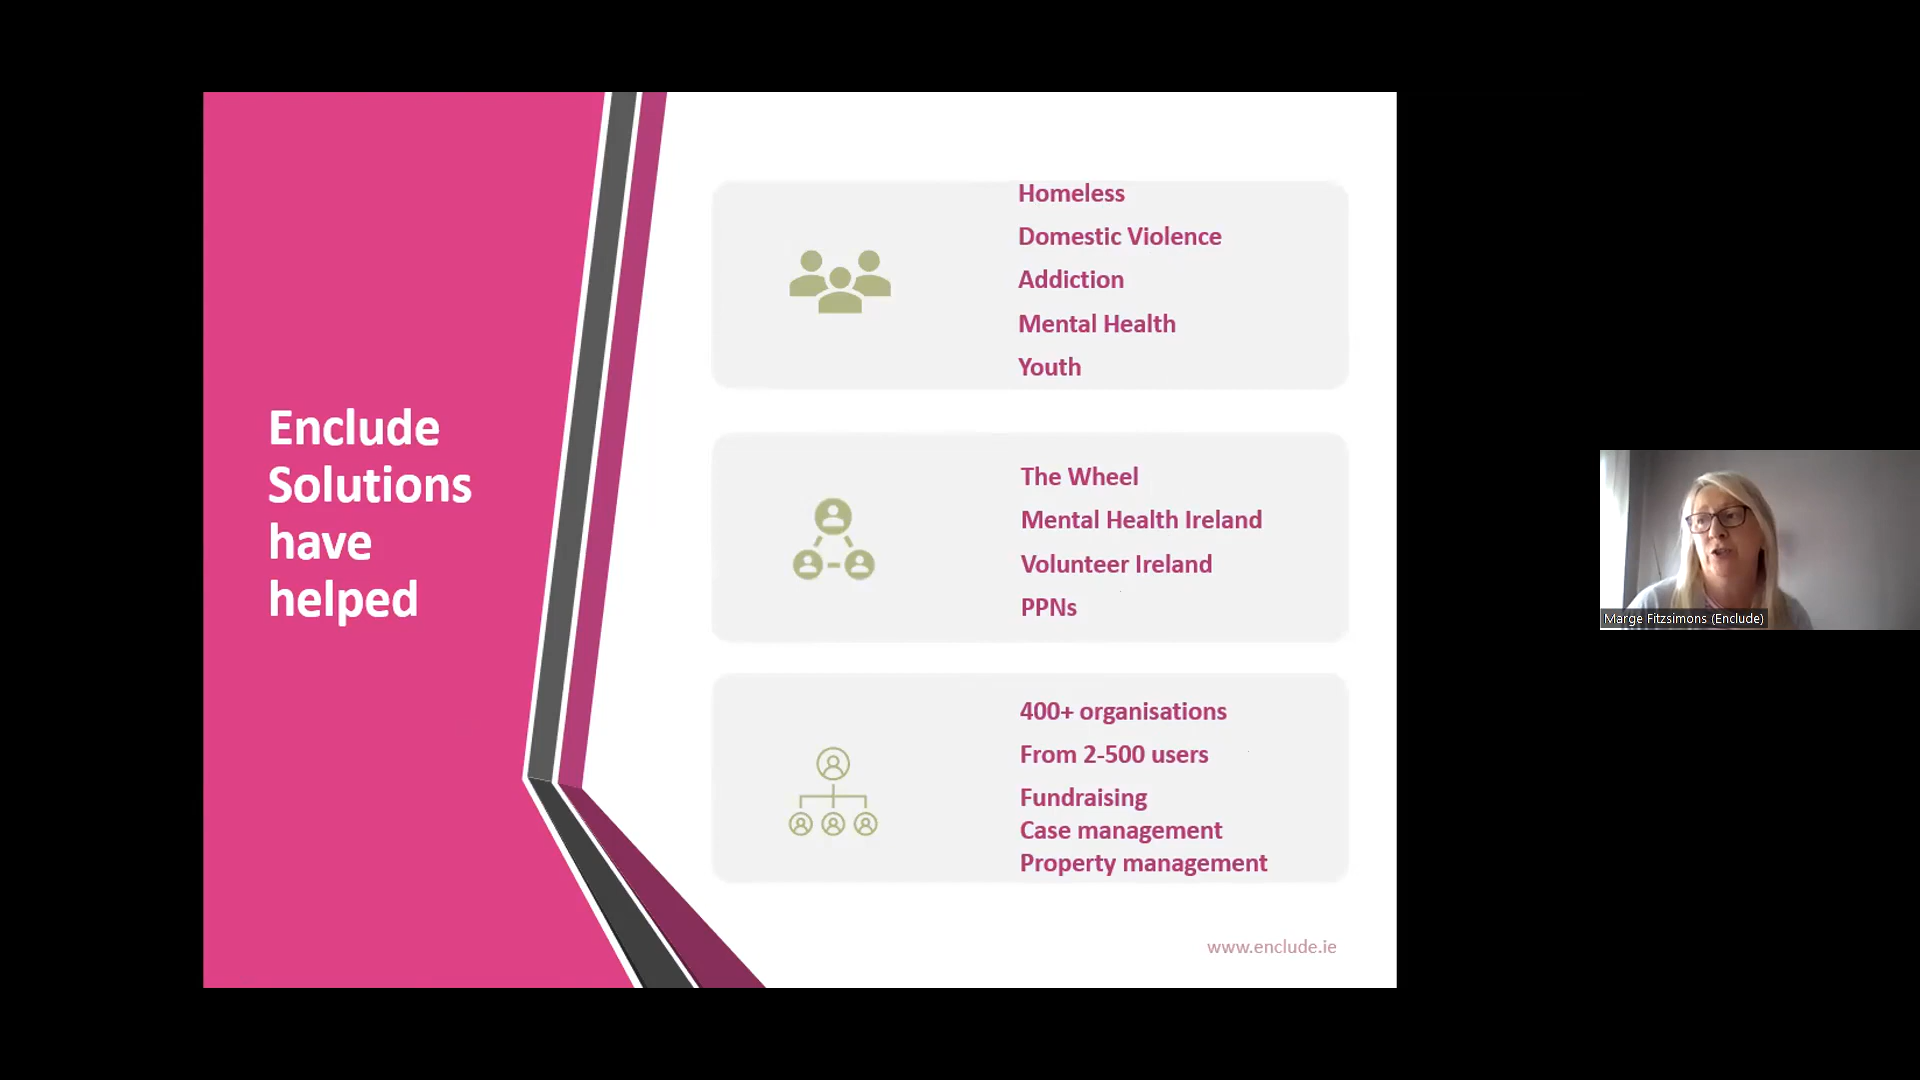 Enclude
Solutions
have
helped
Homeless
Domestic Violence
Addiction
Mental Health
Youth
The Wheel
Mental Health Ireland
Volunteer Ireland
PPNs
400+ organisations
From 2-500 users
Fundraising
Case management
Property management
www.enclude.ie
Marge Fitzsimons (Enclude)